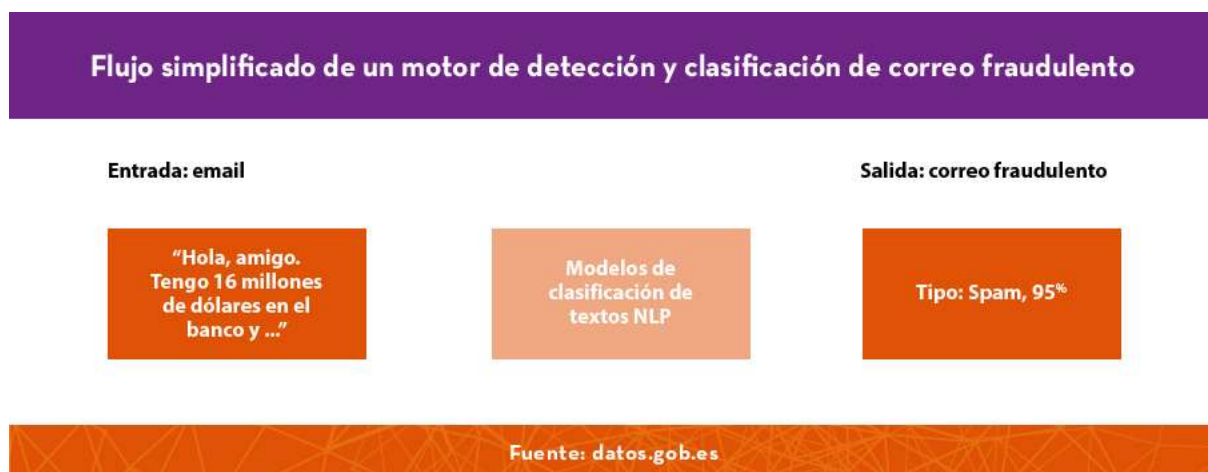 Flujo simplificado de un motor de detección y clasificación de correo fraudulento
Entrada: email
Salida: correo fraudulento
“Hola, amigo.
Tengo 16 millones
de dólares en el
banco y ...”
Modelos de
clasificación de
textos NLP
Tipo: Spam, 95%
Fuente: datos.gob.es